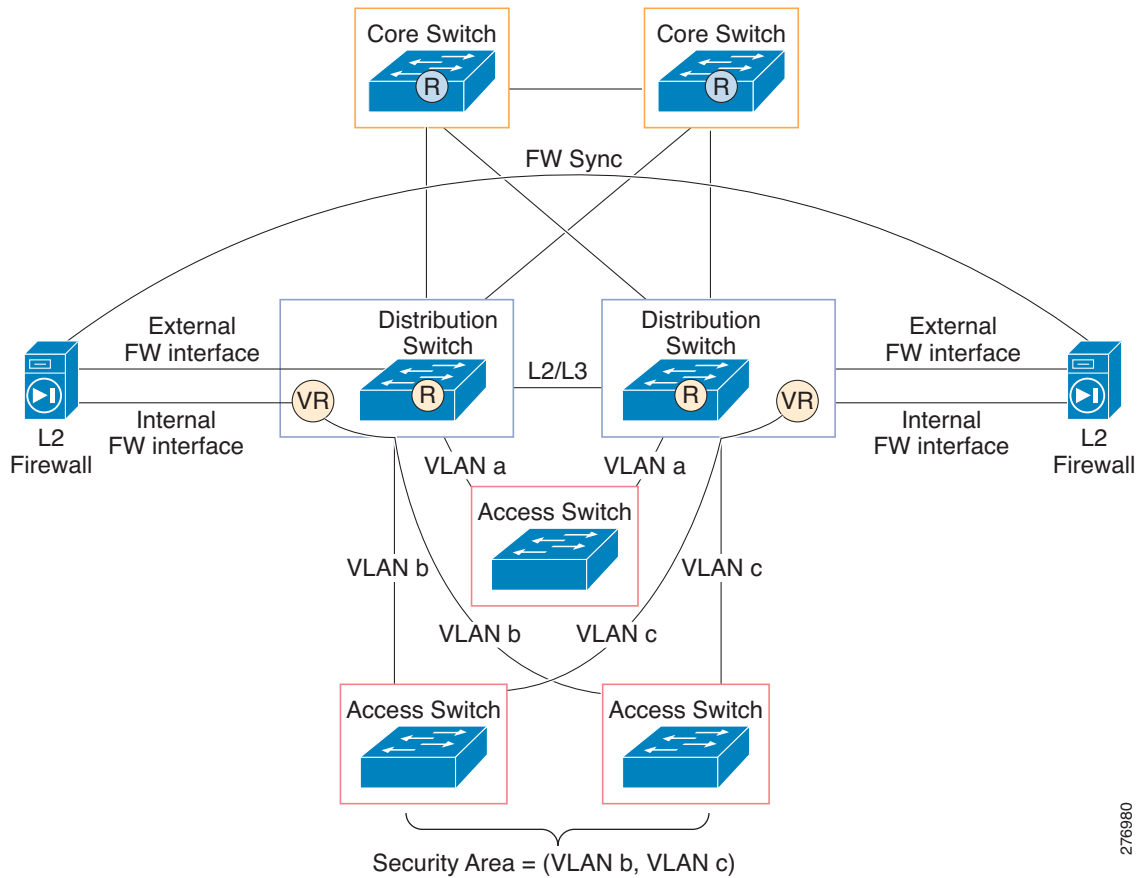 Core Switch
Core Switch
R
R
FW Sync
External
FW interface
Distribution
Switch
Distribution
Switch
External
FW interface
L2/L3
R
R
VR
VR
Internal
FW interface
Internal
FW interface
L2
Firewall
L2
Firewall
VLAN a
VLAN a
Access Switch
VLAN b
VLAN c
VLAN b
VLAN c
Access Switch
Access Switch
Security Area = (VLAN b, VLAN c)
276980